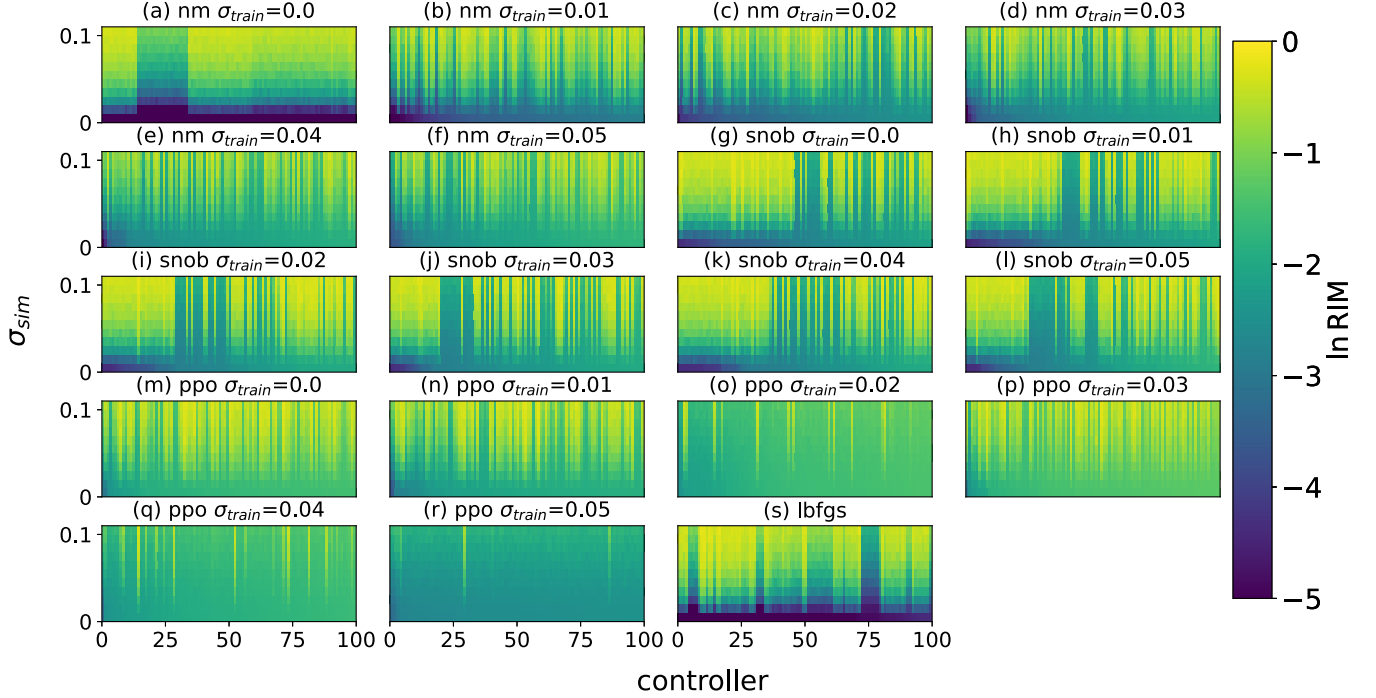 (a) nm σtrain=0.0
(b) nm σtrain=0.01
(c) nm σtrain=0.02
(d) nm σtrain=0.03
0.1
0
(e) nm σtrain=0.04
(f) nm σtrain=0.05
(g) snob σtrain=0.0
(h) snob σtrain=0.01
0.1
0
(i) snob σtrain=0.02
(j) snob σtrain=0.03
(k) snob σtrain=0.04
(l) snob σtrain=0.05
0.1
0
(m) ppo σtrain=0.0
(n) ppo σtrain=0.01
(o) ppo σtrain=0.02
(p) ppo σtrain=0.03
0.1
0
(q) ppo σtrain=0.04
(r) ppo σtrain=0.05
(s) lbfgs
0.1
0
0 25 50 75 100
0 25 50 75 100
0 25 50 75 100
0 25 50 75 100
controller
σsim
0
−1
−2
−3
−4
−5
ln RIM